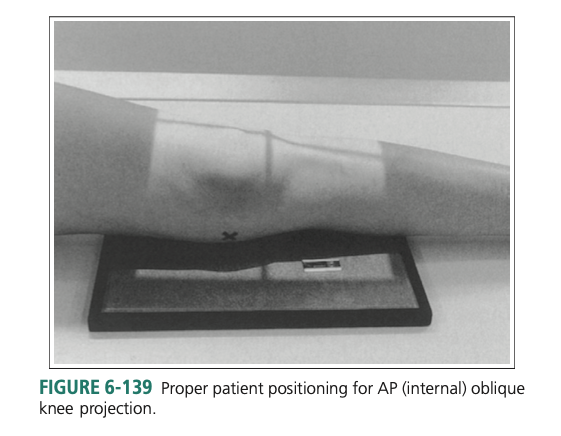 FIGURE 6-139 Proper patient positioning for AP (internal) oblique
knee projection.